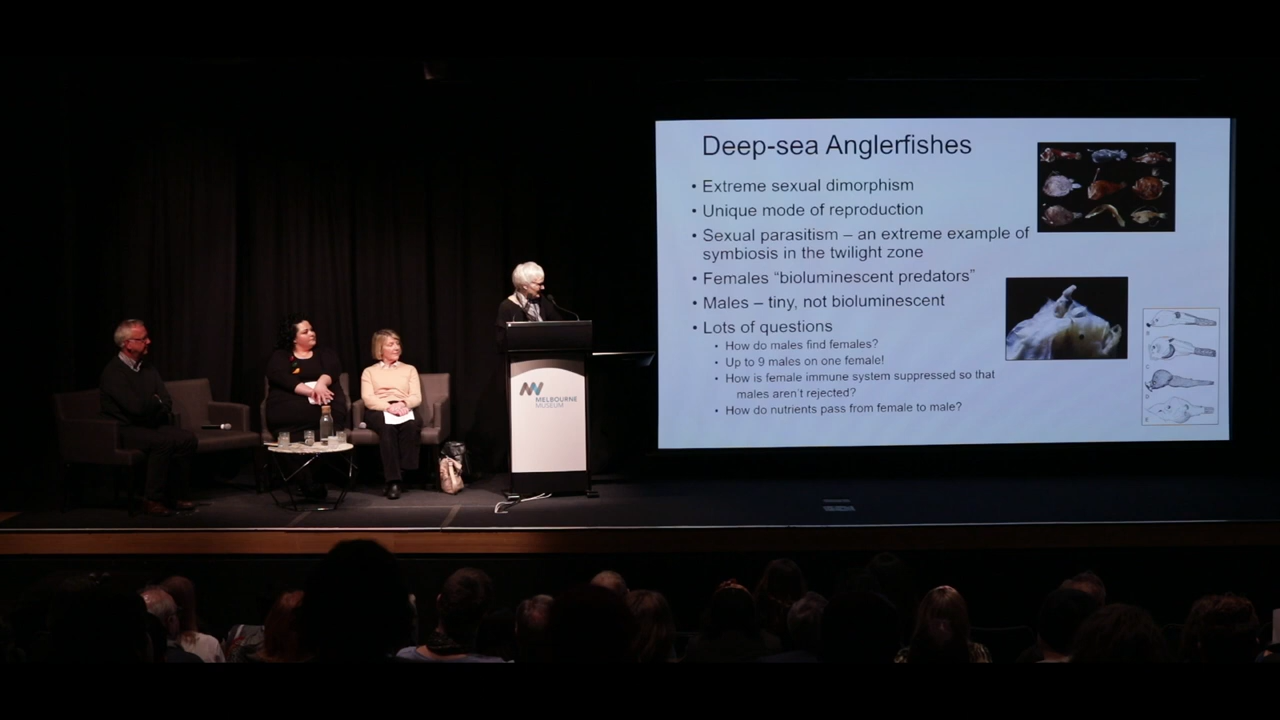 Deep-sea Anglerfishes
• Extreme sexual dimorphism
• Unique mode of reproduction
• Sexual parasitism – an extreme example of
symbiosis in the twilight zone
• Females “bioluminescent predators”
• Males – tiny, not bioluminescent
• Lots of questions
• How do males find females?
• Up to 9 males on one female!
• How is female immune system suppressed so that
males aren’t rejected?
• How do nutrients pass from female to male?
MELBOURNE
MUSEUM